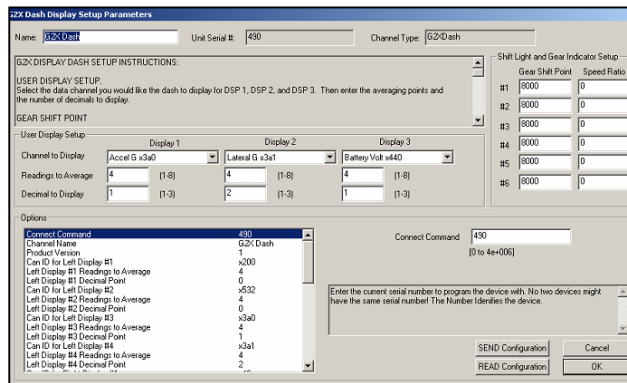 G2X Dash Display Setup Parameters
Name: G2X Dash Unit Serial #: 490 Channel Type: G2XDash
G2X DISPLAY DASH SETUP INSTRUCTIONS:
USER DISPLAY SETUP.
Select the data channel you would like the dash to display for DSP 1, DSP 2, and DSP 3. Then enter the averaging points and
the number of decimals to display.
GEAR SHIFT POINT
Shift Light and Gear Indicator Setup
Gear Shift Point Speed Ratio
#1 8000 0
#2 8000 0
#3 8000 0
#4 8000 0
#5 8000 0
#6 8000 0
User Display Setup
Display 1 Display 2 Display 3
Channel to Display Accel G x3a0 Lateral G x3a1 Battery Volt x440
Readings to Average 4 (1-8) 4 (1-8) 4 (1-8)
Decimal to Display 1 (1-3) 2 (1-3) 1 (1-3)
Options
Connect Command 490
Channel Name G2X Dash
Product Version 1
Can ID for Left Display #1 x200
Left Display #1 Readings to Average 4
Left Display #1 Decimal Point 0
Can ID for Left Display #2 x532
Left Display #2 Readings to Average 4
Left Display #2 Decimal Point 0
Can ID for Left Display #3 x3a0
Left Display #3 Readings to Average 4
Left Display #3 Decimal Point 1
Can ID for Left Display #4 x3a1
Left Display #4 Readings to Average 4
Left Display #4 Decimal Point 2
Connect Command 490
[0 to 4e+006]
Enter the current serial number to program the device with. No two devices might
have the same serial number! The Number Idenifies the device.
SEND Configuration Cancel
READ Configuration OK